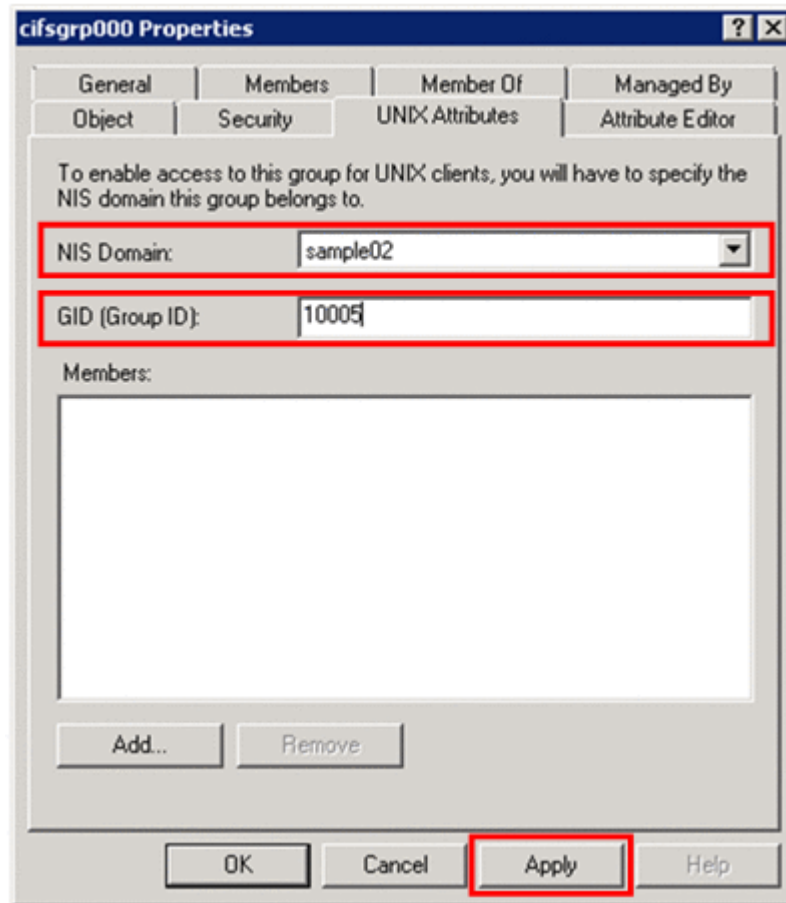 cifsgrp000 Properties
General Members Member Of Managed By
Object Security UNIX Attributes Attribute Editor
To enable access to this group for UNIX clients, you will have to specify the
NIS domain this group belongs to.
NIS Domain: sample02
GID (Group ID): 10005
Members:
Add... Remove
OK Cancel Apply Help